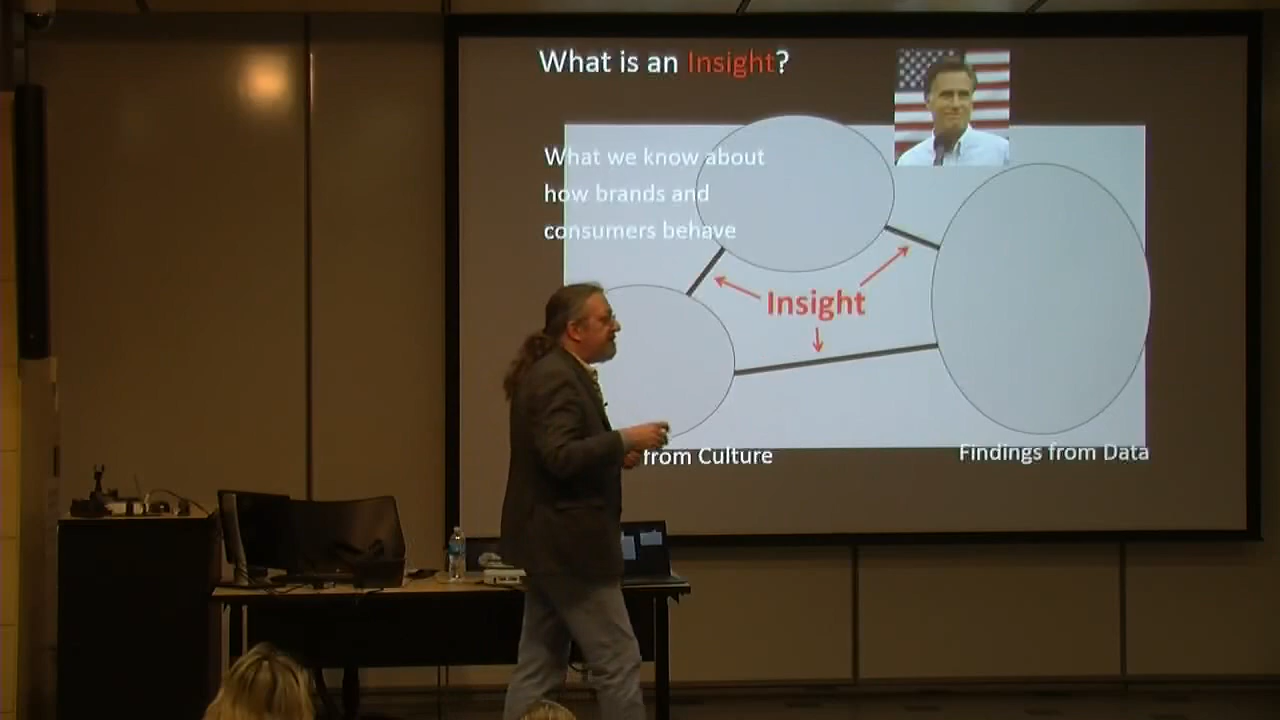 What is an Insight?
What we know about
how brands and
consumers behave
Insight
from Culture
Findings from Data